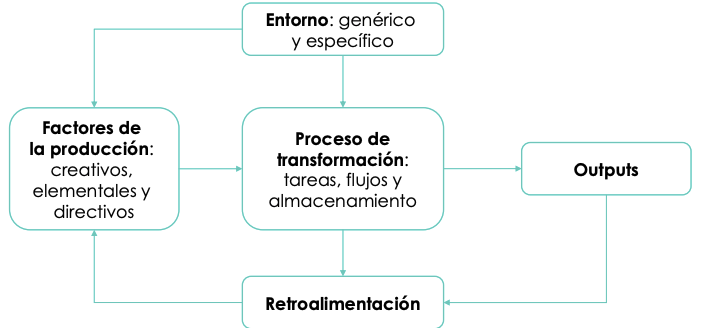 Entorno: genérico
y específico
Factores de
la producción:
creativos,
elementales y
directivos
Proceso de
transformación:
tareas, flujos y
almacenamiento
Outputs
Retroalimentación